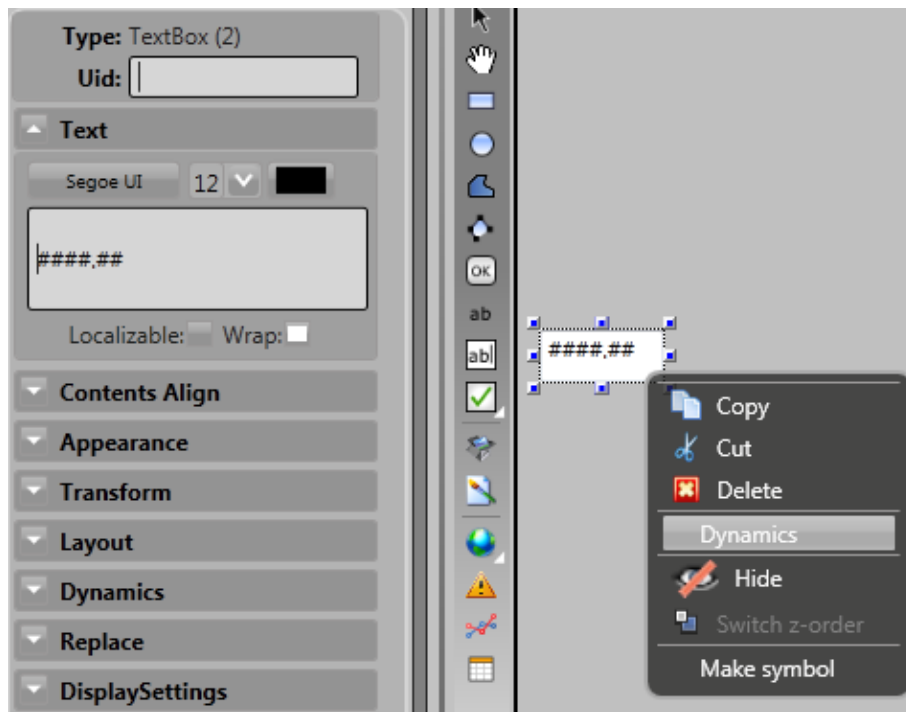 Type: TextBox (2)
Uid:
Text
Segoe UI 12
####.##
Localizable: Wrap:
Contents Align
Appearance
Transform
Layout
Dynamics
Replace
DisplaySettings
OK
ab
ab
####.##
Copy
Cut
Delete
Dynamics
Hide
Switch z-order
Make symbol